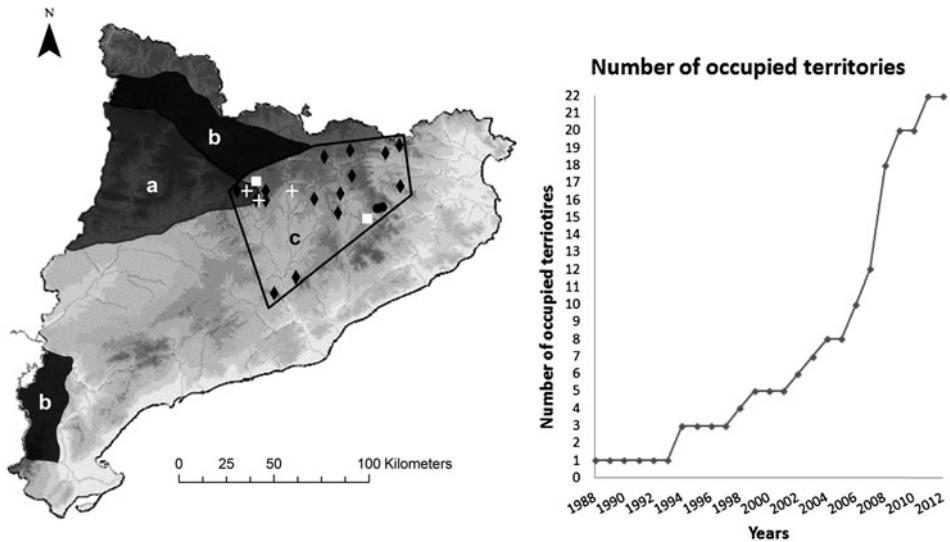 N
a
b
c
b
0 25 50 100 Kilometers
Number of occupied territories
Number of occupied terriotires
22
21
20
19
18
17
16
15
14
13
12
11
10
9
8
7
6
5
4
3
2
1
0
1988 1990 1992 1994 1996 1998 2000 2002 2004 2006 2008 2010 2012
Years